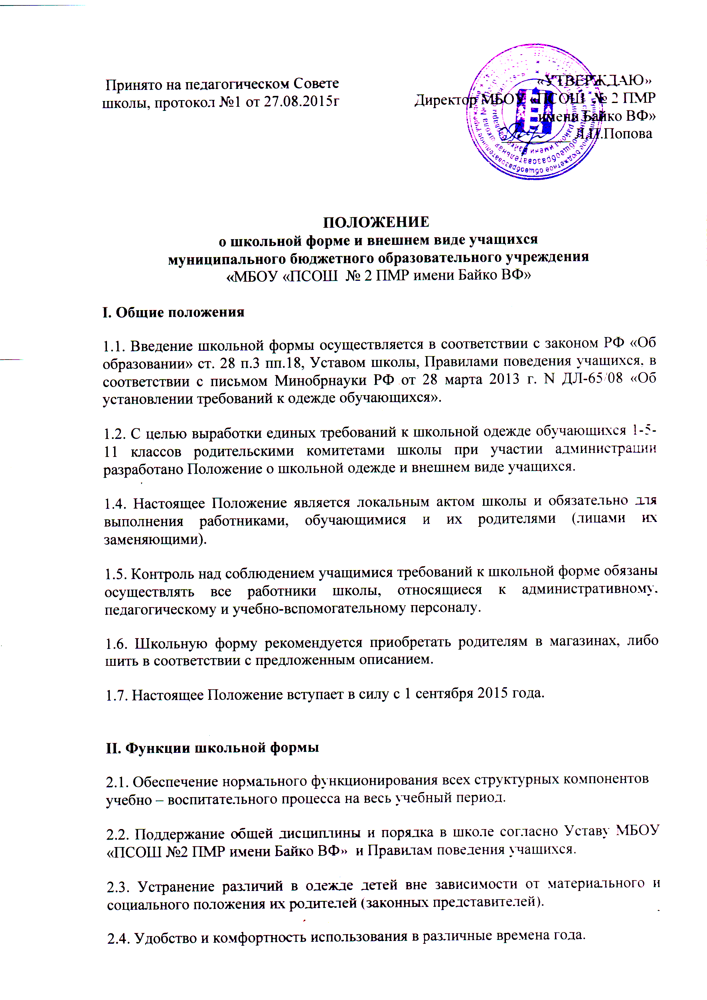 Принято на педагогическом Совете
школы, протокол №1 от 27.08.2015г
«УТВЕРЖДАЮ»
Директор МБОУ «ПСОШ № 2 ПМР
имени Байко ВФ»
Л.П.Попова
ПОЛОЖЕНИЕ
о школьной форме и внешнем виде учащихся
муниципального бюджетного образовательного учреждения
«МБОУ «ПСОШ № 2 ПМР имени Байко ВФ»
I. Общие положения
1.1. Введение школьной формы осуществляется в соответствии с законом РФ «Об
образовании» ст. 28 п.3 пп.18, Уставом школы, Правилами поведения учащихся, в
соответствии с письмом Минобрнауки РФ от 28 марта 2013 г. N ДЛ-65/08 «Об
установлении требований к одежде обучающихся».
1.2. С целью выработки единых требований к школьной одежде обучающихся 1-5-
11 классов родительскими комитетами школы при участии администрации
разработано Положение о школьной одежде и внешнем виде учащихся.
1.4. Настоящее Положение является локальным актом школы и обязательно для
выполнения работниками, обучающимися и их родителями (лицами их
заменяющими).
1.5. Контроль над соблюдением учащимися требований к школьной форме обязаны
осуществлять все работники школы, относящиеся к административному,
педагогическому и учебно-вспомогательному персоналу.
1.6. Школьную форму рекомендуется приобретать родителям в магазинах, либо
шить в соответствии с предложенным описанием.
1.7. Настоящее Положение вступает в силу с 1 сентября 2015 года.
II. Функции школьной формы
2.1. Обеспечение нормального функционирования всех структурных компонентов
учебно – воспитательного процесса на весь учебный период.
2.2. Поддержание общей дисциплины и порядка в школе согласно Уставу МБОУ
«ПСОШ №2 ПМР имени Байко ВФ» и Правилам поведения учащихся.
2.3. Устранение различий в одежде детей вне зависимости от материального и
социального положения их родителей (законных представителей).
2.4. Удобство и комфортность использования в различные времена года.